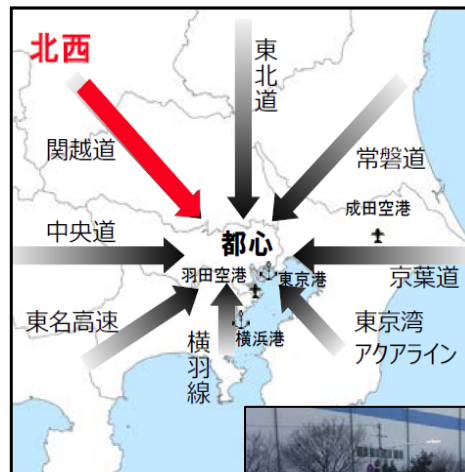 北西
東北道
関越道
常磐道
成田空港
中央道
都心
羽田空港
東京港
京葉道
東名高速
横浜港
横羽線
東京湾
アクアライン